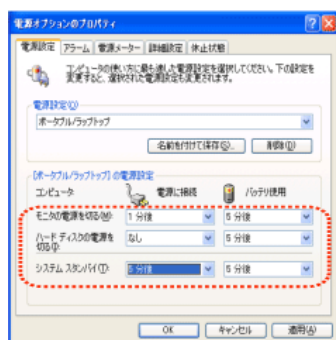 電源オプションのプロパティ
電源設定 アラーム 電源メーター 詳細設定 休止状態
コンピュータの使い方に最も適した電源設定を選択してください。下の設定を
変更すると、選択された電源設定も変更されます。
電源設定(C)
ポータブル/ラップトップ
名前を付けて保存(S)... 削除(D)
[ポータブル/ラップトップ] の電源設定
コンピュータ 電源に接続 バッテリ使用
モニタの電源を切る(M): 1 分後 5 分後
ハード ディスクの電源を なし 5 分後
切る(I):
システム スタンバイ(T): 5 分後 5 分後
OK キャンセル 適用(A)